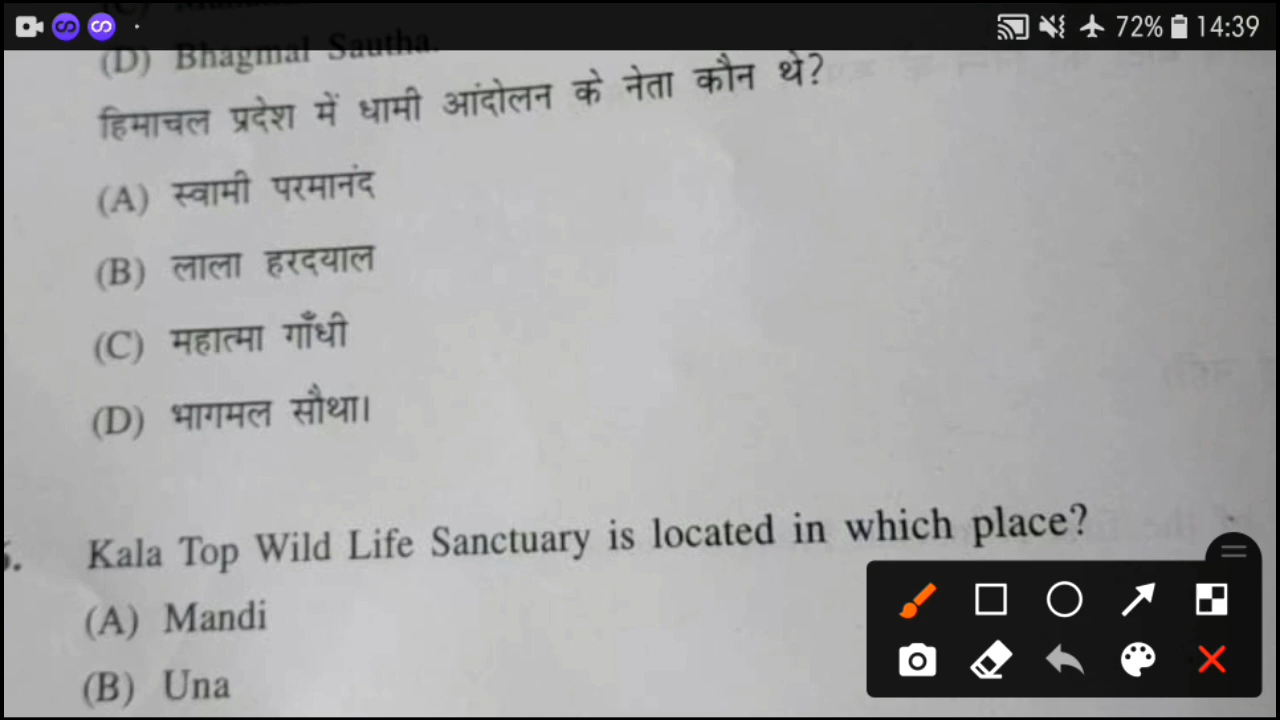 72% 14:39
(D) Bhagmal Sautha.
हिमाचल प्रदेश में धामी आंदोलन के नेता कौन थे?
(A) स्वामी परमानंद
(B) लाला हरदयाल
(C) महात्मा गाँधी
(D) भागमल सौथा।
Kala Top Wild Life Sanctuary is located in which place?
(A) Mandi
(B) Una